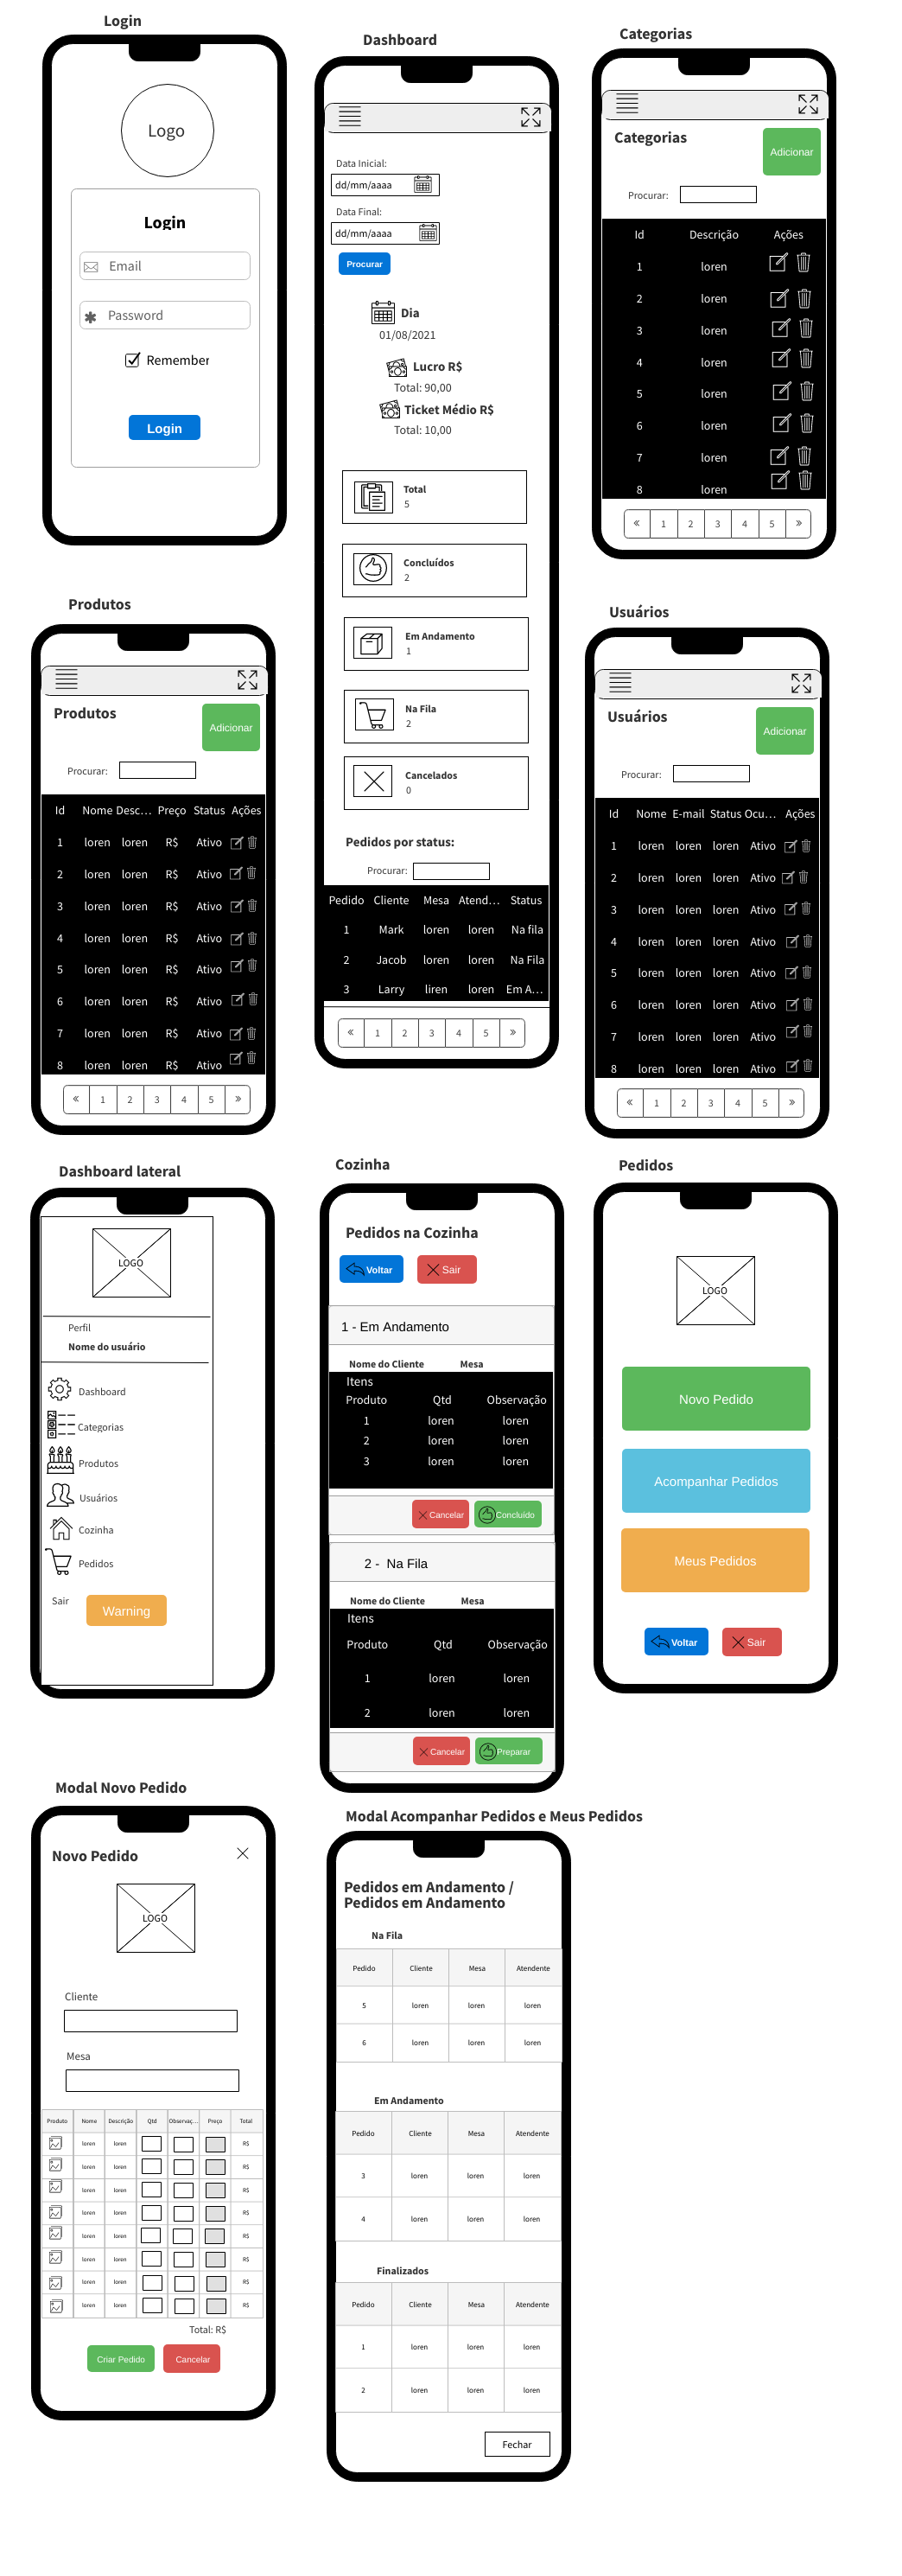 Login
Logo
Login
Email
Password
Remember
Login
Dashboard
Data Inicial:
dd/mm/aaaa
Data Final:
dd/mm/aaaa
Procurar
Dia
01/08/2021
Lucro R$
Total: 90,00
Ticket Médio R$
Total: 10,00
Total
5
Concluídos
2
Em Andamento
1
Na Fila
2
Cancelados
0
Pedidos por status:
Procurar:
Pedido Cliente Mesa Atend... Status
1 Mark loren loren Na fila
2 Jacob loren loren Na Fila
3 Larry liren loren Em A...
« 1 2 3 4 5 »
Categorias
Categorias
Adicionar
Procurar:
Id Descrição Ações
1 loren
2 loren
3 loren
4 loren
5 loren
6 loren
7 loren
8 loren
« 1 2 3 4 5 »
Produtos
Produtos
Adicionar
Procurar:
Id Nome Desc... Preço Status Ações
1 loren loren R$ Ativo
2 loren loren R$ Ativo
3 loren loren R$ Ativo
4 loren loren R$ Ativo
5 loren loren R$ Ativo
6 loren loren R$ Ativo
7 loren loren R$ Ativo
8 loren loren R$ Ativo
« 1 2 3 4 5 »
Usuários
Usuários
Adicionar
Procurar:
Id Nome E-mail Status Ocu... Ações
1 loren loren loren Ativo
2 loren loren loren Ativo
3 loren loren loren Ativo
4 loren loren loren Ativo
5 loren loren loren Ativo
6 loren loren loren Ativo
7 loren loren loren Ativo
8 loren loren loren Ativo
« 1 2 3 4 5 »
Dashboard lateral
LOGO
Perfil
Nome do usuário
Dashboard
Categorias
Produtos
Usuários
Cozinha
Pedidos
Sair
Warning
Cozinha
Pedidos na Cozinha
Voltar
Sair
1 - Em Andamento
Nome do Cliente Mesa
Itens
Produto Qtd Observação
1 loren loren
2 loren loren
3 loren loren
Cancelar
Concluido
2 - Na Fila
Nome do Cliente Mesa
Itens
Produto Qtd Observação
1 loren loren
2 loren loren
Cancelar
Preparar
Pedidos
LOGO
Novo Pedido
Acompanhar Pedidos
Meus Pedidos
Voltar
Sair
Modal Novo Pedido
Novo Pedido
LOGO
Cliente
Mesa
Produto Nome Descrição Qtd Observaç... Preço Total
loren loren R$
loren loren R$
loren loren R$
loren loren R$
loren loren R$
loren loren R$
loren loren R$
loren loren R$
Total: R$
Criar Pedido
Cancelar
Modal Acompanhar Pedidos e Meus Pedidos
Pedidos em Andamento /
Pedidos em Andamento
Na Fila
Pedido Cliente Mesa Atendente
5 loren loren loren
6 loren loren loren
Em Andamento
Pedido Cliente Mesa Atendente
3 loren loren loren
4 loren loren loren
Finalizados
Pedido Cliente Mesa Atendente
1 loren loren loren
2 loren loren loren
Fechar